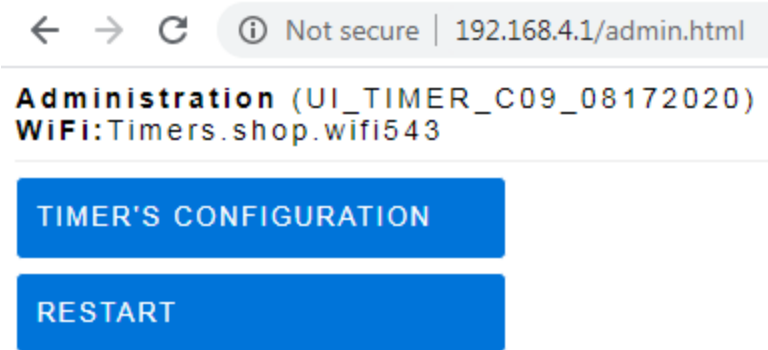 Not secure | 192.168.4.1/admin.html
Administration (UI_TIMER_C09_08172020)
WiFi:Timers.shop.wifi543
TIMER'S CONFIGURATION
RESTART